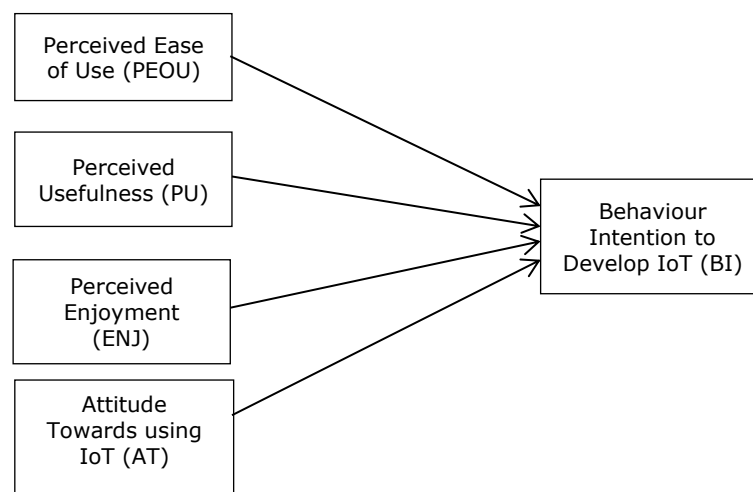 Perceived Ease
of Use (PEOU)
Perceived
Usefulness (PU)
Perceived
Enjoyment
(ENJ)
Attitude
Towards using
IoT (AT)
Behaviour
Intention to
Develop IoT (BI)